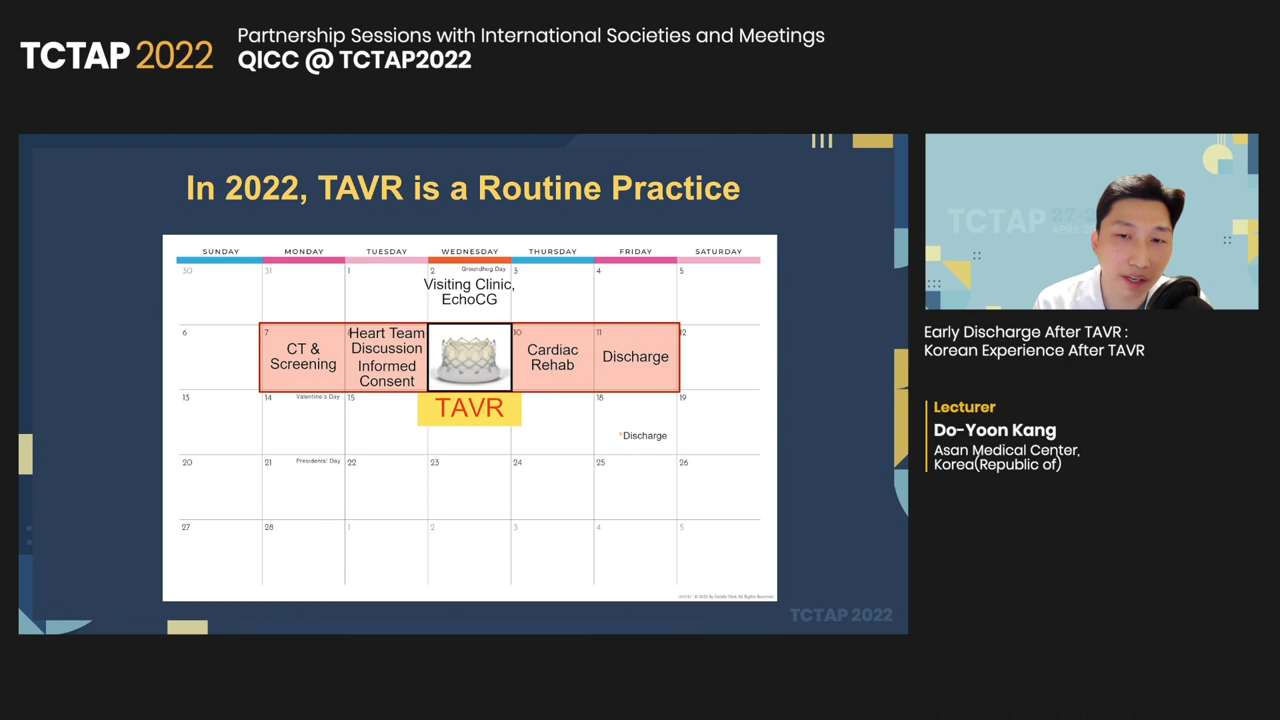 TCTAP 2022
Partnership Sessions with International Societies and Meetings
QICC @ TCTAP2022
In 2022, TAVR is a Routine Practice
SUNDAY MONDAY TUESDAY WEDNESDAY THURSDAY FRIDAY SATURDAY
30 31 1 2 Groundhog Day 3 4 5
Visiting Clinic,
EchoCG
6 7 10 11 12
CT &
Screening
Heart Team
Discussion
Informed
Consent
Cardiac
Rehab
Discharge
TAVR
13 14 Valentine's Day 15 18 19
*Discharge
20 21 Presidents' Day 22 23 24 25 26
27 28 1 2 3 4 5
TCTAP 2022
TCTAP
Early Discharge After TAVR :
Korean Experience After TAVR
Lecturer
Do-Yoon Kang
Asan Medical Center,
Korea(Republic of)